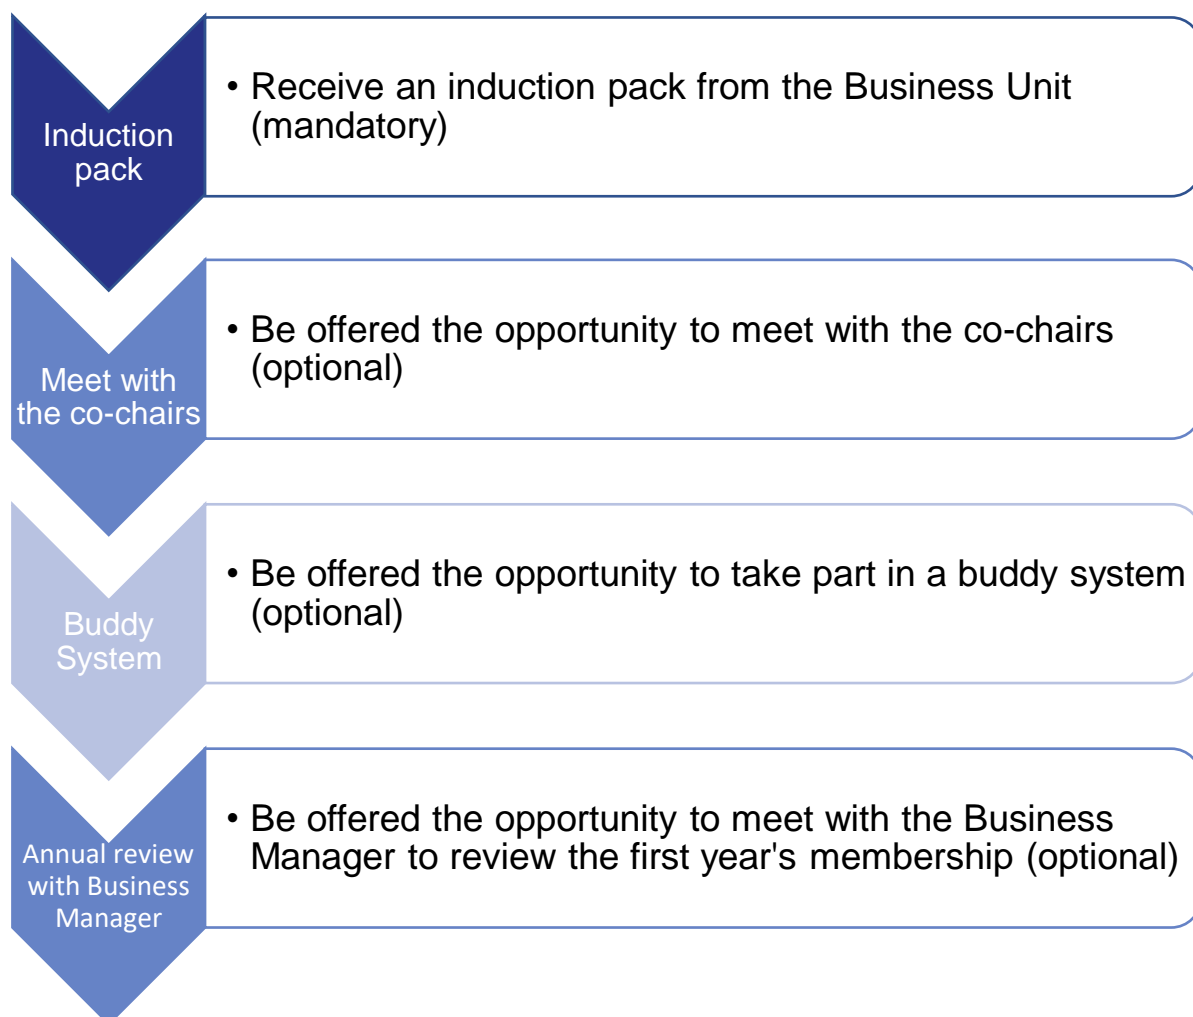 Induction
pack
• Receive an induction pack from the Business Unit
(mandatory)
Meet with
the co-chairs
• Be offered the opportunity to meet with the co-chairs
(optional)
Buddy
System
• Be offered the opportunity to take part in a buddy system
(optional)
Annual review
with Business
Manager
• Be offered the opportunity to meet with the Business
Manager to review the first year's membership (optional)